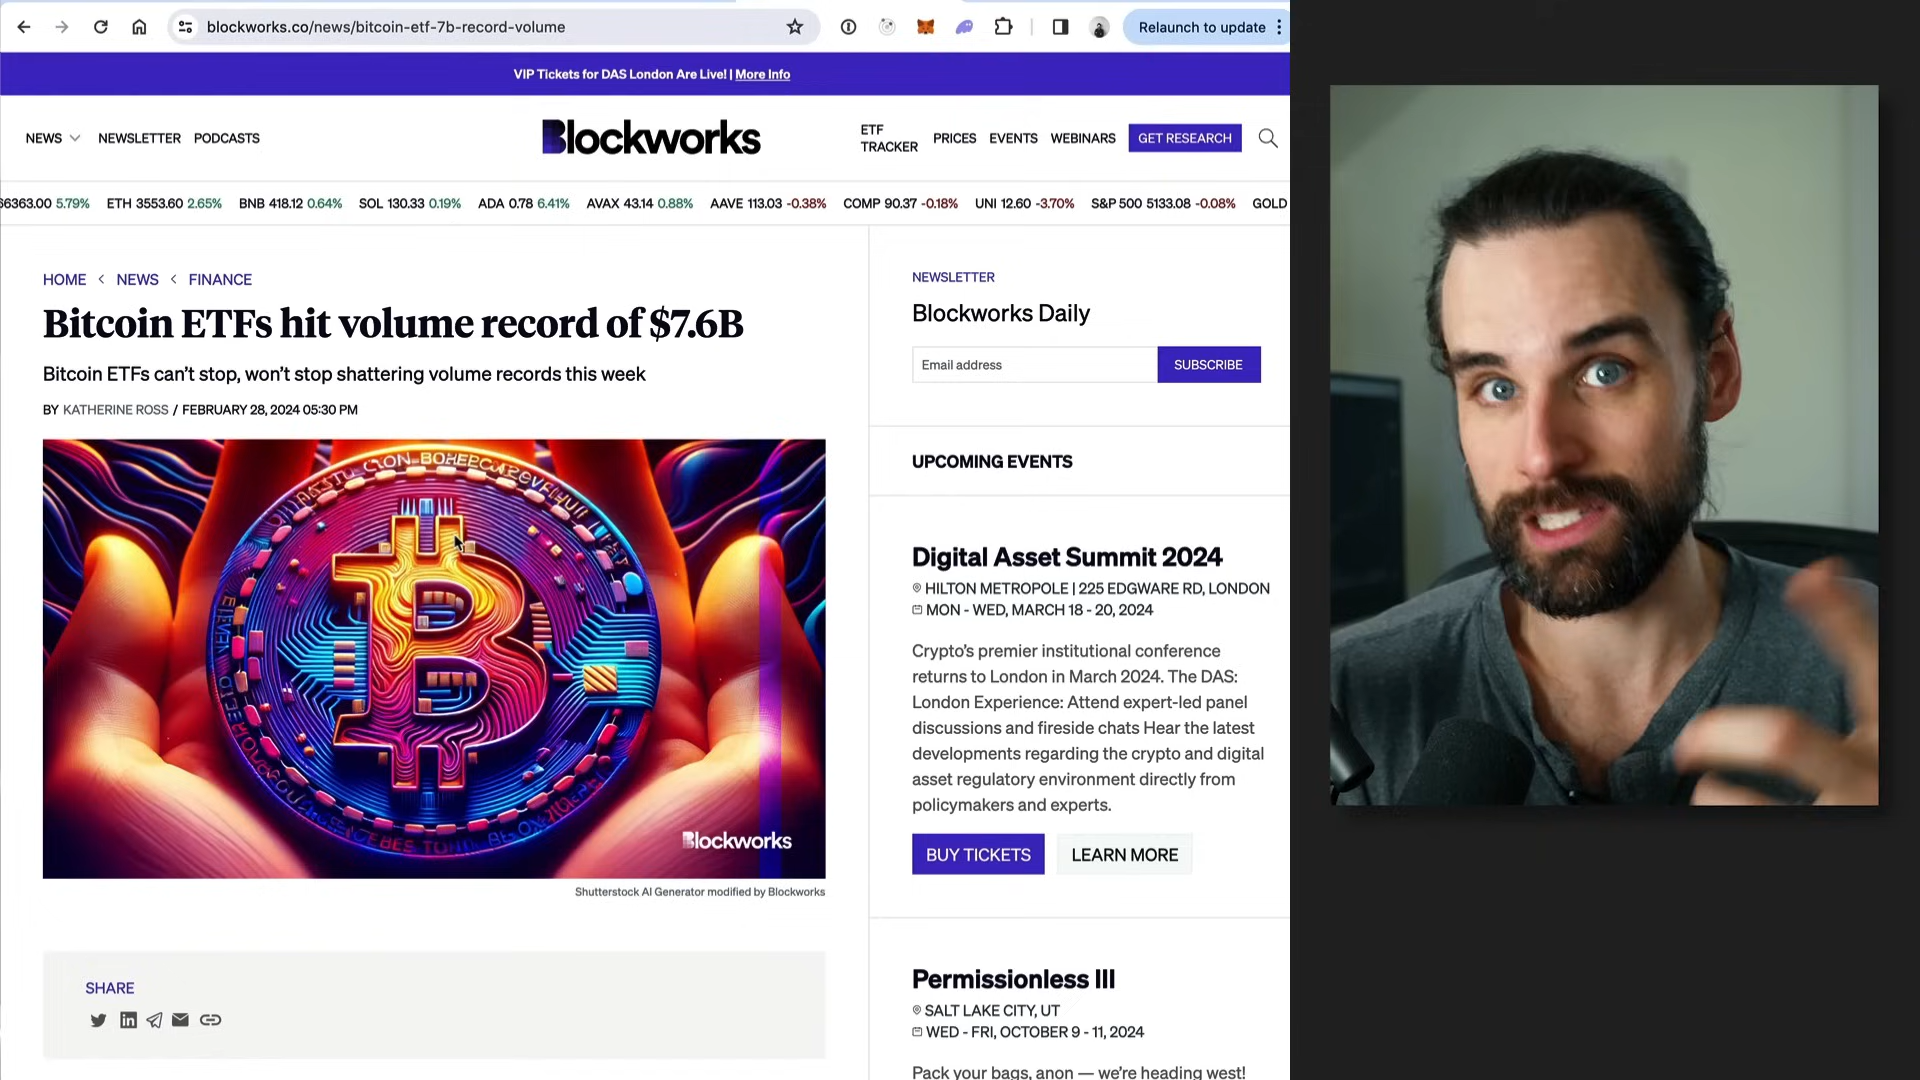 blockworks.co/news/bitcoin-etf-7b-record-volume
Relaunch to update
VIP Tickets for DAS London Are Live! | More Info
NEWS
NEWSLETTER
PODCASTS
Blockworks
ETF
TRACKER
PRICES
EVENTS
WEBINARS
GET RESEARCH
66363.00 5.79% ETH 3553.60 2.65% BNB 418.12 0.64% SOL 130.33 0.19% ADA 0.78 6.41% AVAX 43.14 0.88% AAVE 113.03 -0.38% COMP 90.37 -0.18% UNI 12.60 -3.70% S&P 500 5133.08 -0.08% GOLD
HOME < NEWS < FINANCE
Bitcoin ETFs hit volume record of $7.6B
Bitcoin ETFs can’t stop, won’t stop shattering volume records this week
BY KATHERINE ROSS / FEBRUARY 28, 2024 05:30 PM
Blockworks
Shutterstock AI Generator modified by Blockworks
SHARE
NEWSLETTER
Blockworks Daily
Email address
SUBSCRIBE
UPCOMING EVENTS
Digital Asset Summit 2024
HILTON METROPOLE | 225 EDGWARE RD, LONDON
MON - WED, MARCH 18 - 20, 2024
Crypto’s premier institutional conference
returns to London in March 2024. The DAS:
London Experience: Attend expert-led panel
discussions and fireside chats Hear the latest
developments regarding the crypto and digital
asset regulatory environment directly from
policymakers and experts.
BUY TICKETS
LEARN MORE
Permissionless III
SALT LAKE CITY, UT
WED - FRI, OCTOBER 9 - 11, 2024
Pack your bags, anon — we’re heading west!